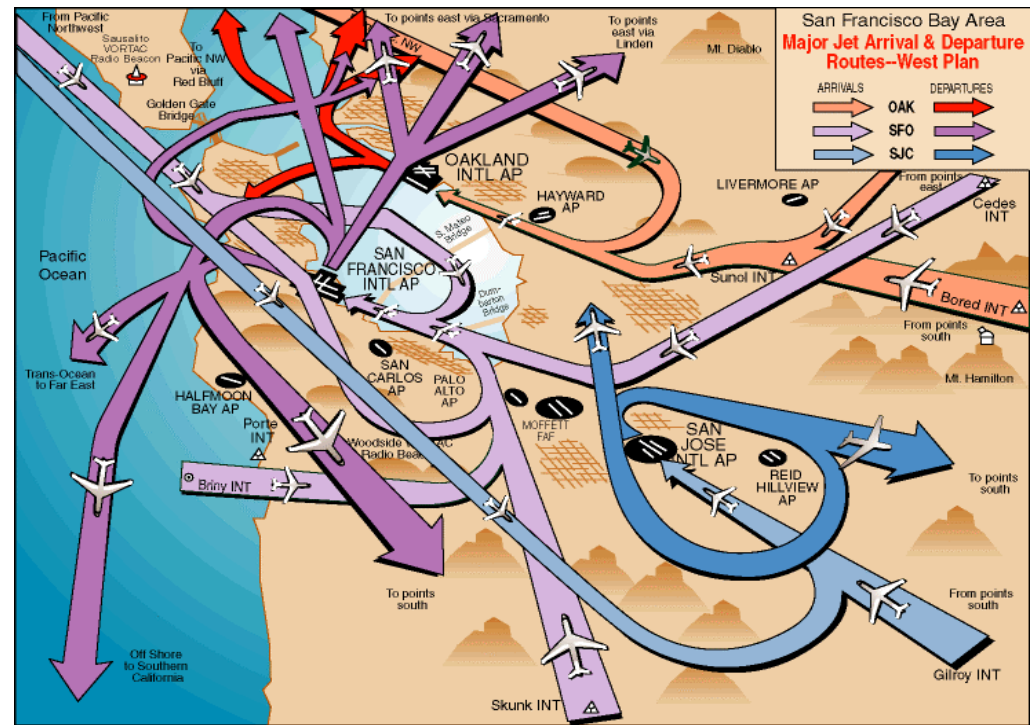 From Pacific
Northwest
Sausalito
VORTAC
Radio Beacon
To
Pacific NW
via
Red Bluff
Golden Gate
Bridge
To points east via Sacramento
NW
To points
east via
Linden
Mt. Diablo
San Francisco Bay Area
Major Jet Arrival & Departure
Routes--West Plan
ARRIVALS DEPARTURES
OAK
SFO
SJC
From points
east
Cedes
INT
OAKLAND
INTL AP
HAYWARD
AP
LIVERMORE AP
S. Mateo
Bridge
Pacific
Ocean
SAN
FRANCISCO
INTL AP
Dum-
barton
Bridge
Sunol INT
Bored INT
From points
south
Mt. Hamilton
Trans-Ocean
to Far East
HALFMOON
BAY AP
SAN
CARLOS
AP
PALO
ALTO
AP
MOFFETT
FAF
Porte
INT
Woodside
Radio
SAN
JOSE
INTL AP
REID
HILLVIEW
AP
Briny INT
To points
south
To points
south
From points
south
Off Shore
to Southern
California
Skunk INT
Gilroy INT